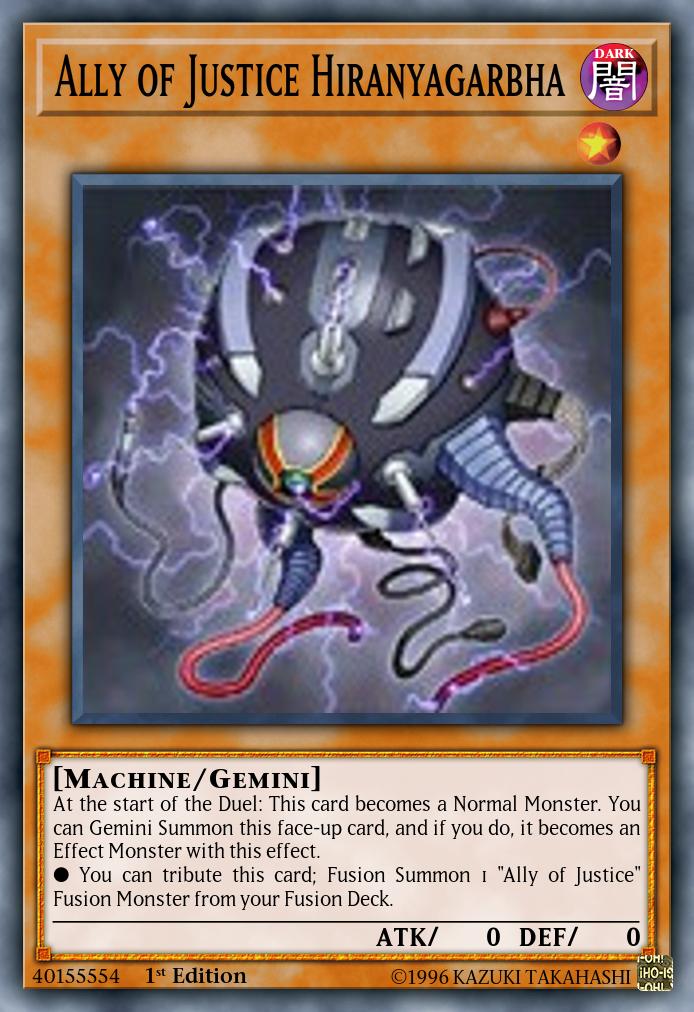 Ally of Justice Hiranyagarbha
DARK
闇
[Machine/Gemini]
At the start of the Duel: This card becomes a Normal Monster. You
can Gemini Summon this face-up card, and if you do, it becomes an
Effect Monster with this effect.
● You can tribute this card; Fusion Summon 1 "Ally of Justice"
Fusion Monster from your Fusion Deck.
ATK/ 0 DEF/ 0
40155554 1st Edition ©1996 KAZUKI TAKAHASHI